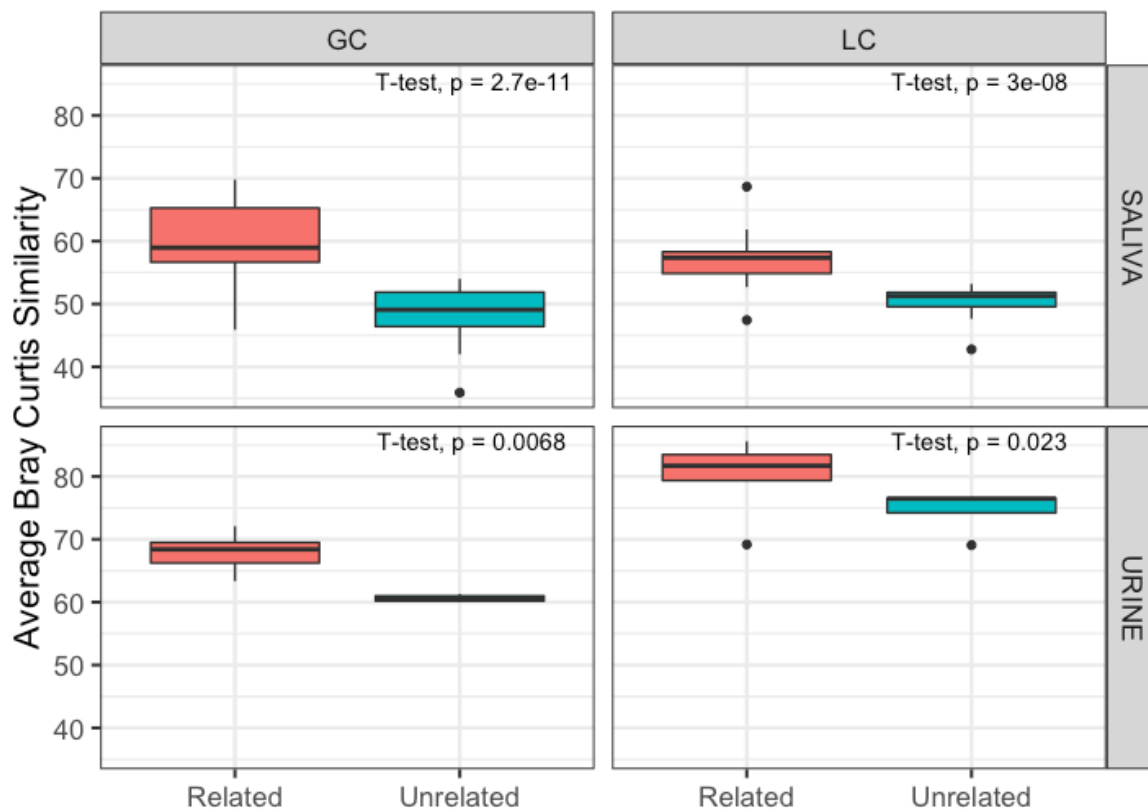 GC
LC
T-test, p = 2.7e-11
T-test, p = 3e-08
80
70
60
50
40
SALIVA
Average Bray Curtis Similarity
T-test, p = 0.0068
T-test, p = 0.023
80
70
60
50
40
URINE
Related
Unrelated
Related
Unrelated